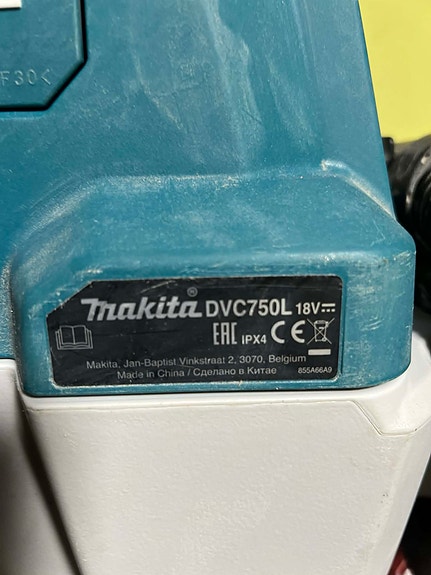 F30<
makita® DVC750L 18V⎓
EAC IPX4 CE
Makita, Jan-Baptist Vinkstraat 2, 3070, Belgium
Made in China / Сделано в Китае 855A66A9